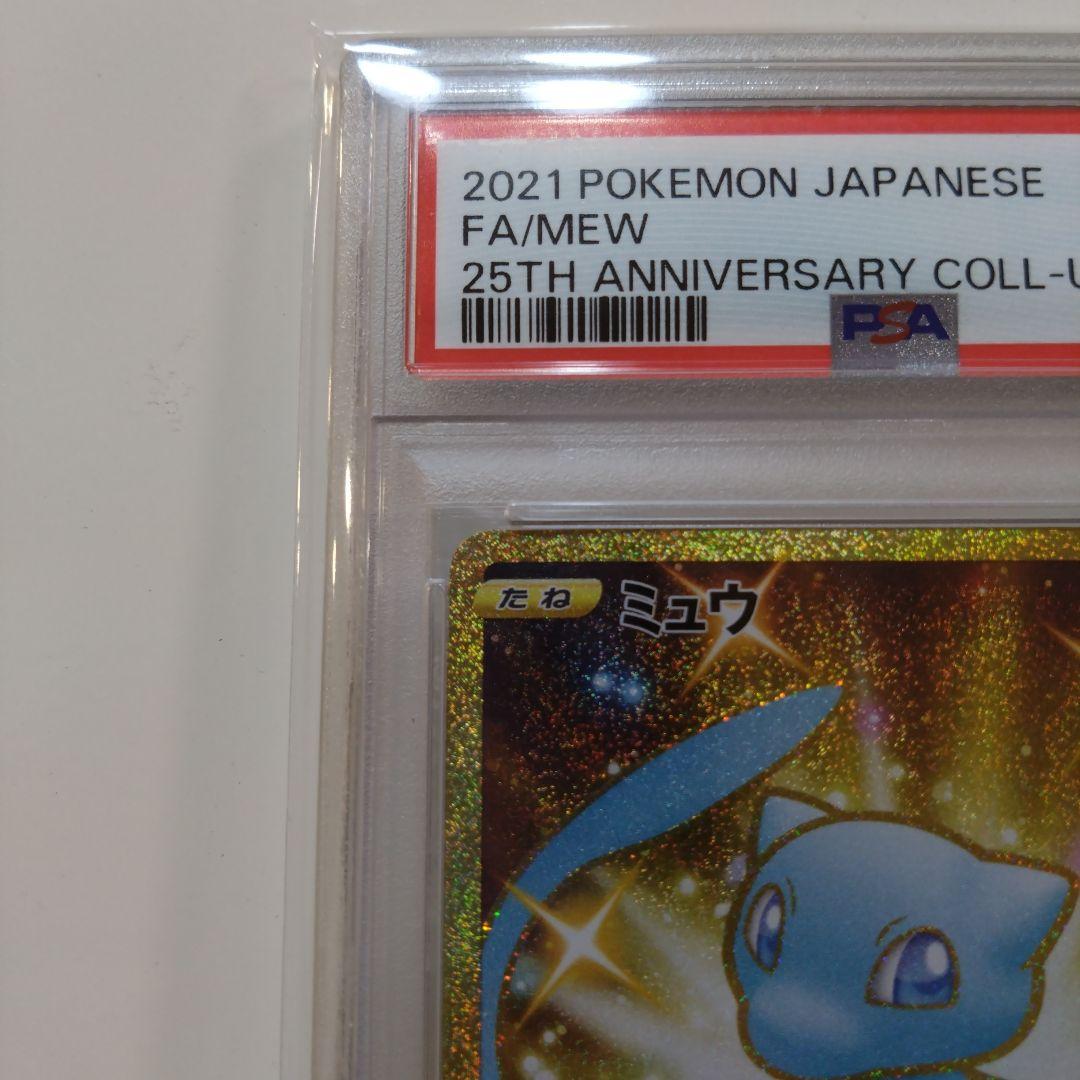 2021 POKEMON JAPANESE
FA/MEW
25TH ANNIVERSARY COLL-U
PSA
たね ミュウ